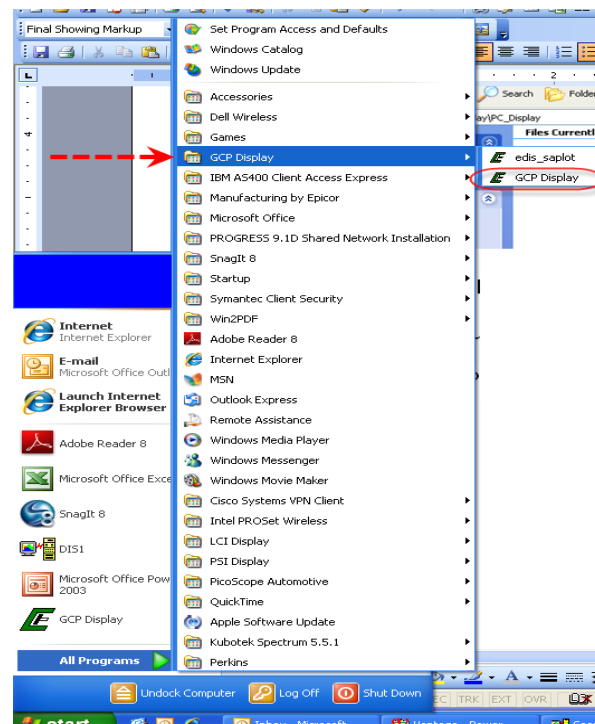 Final Showing Markup
Set Program Access and Defaults
Windows Catalog
Windows Update
Accessories
Dell Wireless
Games
GCP Display
IBM AS400 Client Access Express
Manufacturing by Epicor
Microsoft Office
PROGRESS 9.1D Shared Network Installation
SnagIt 8
Startup
Symantec Client Security
Win2PDF
Adobe Reader 8
Internet Explorer
MSN
Outlook Express
Remote Assistance
Windows Media Player
Windows Messenger
Windows Movie Maker
Cisco Systems VPN Client
Intel PROSet Wireless
LCI Display
PSI Display
PicoScope Automotive
QuickTime
Apple Software Update
Kubotek Spectrum 5.5.1
Perkins
edis_saplot
GCP Display
2
Search Folder
ay\PC_Display
Files Currentl
Internet
Internet Explorer
E-mail
Microsoft Office Outl
Launch Internet
Explorer Browser
Adobe Reader 8
Microsoft Office Exce
SnagIt 8
DIS1
Microsoft Office Pow
2003
GCP Display
All Programs
Undock Computer Log Off Shut Down
EC TRK EXT OVR
start